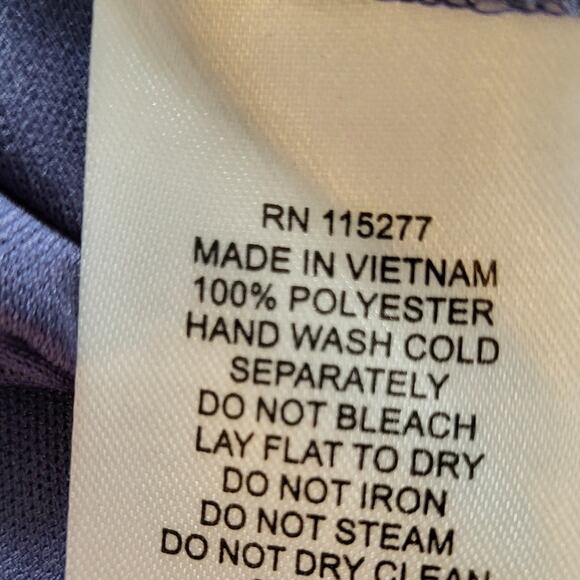 RN 115277
MADE IN VIETNAM
100% POLYESTER
HAND WASH COLD
SEPARATELY
DO NOT BLEACH
LAY FLAT TO DRY
DO NOT IRON
DO NOT STEAM
DO NOT DRY CLEAN